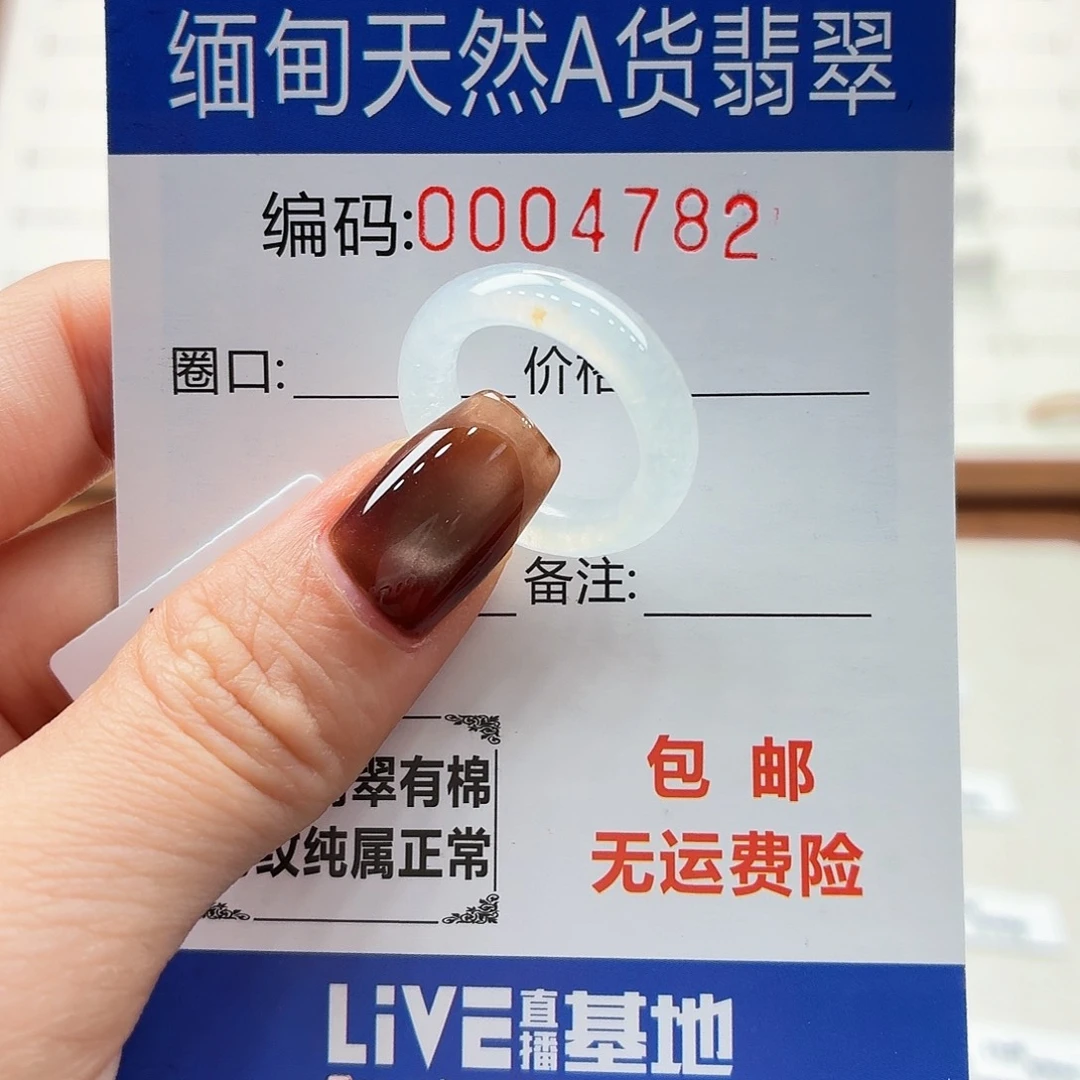 缅甸天然A货翡翠
编码:0004782
圈口: 价格
备注:
翠有棉
纹纯属正常
包 邮
无运费险
LiVE直播基地